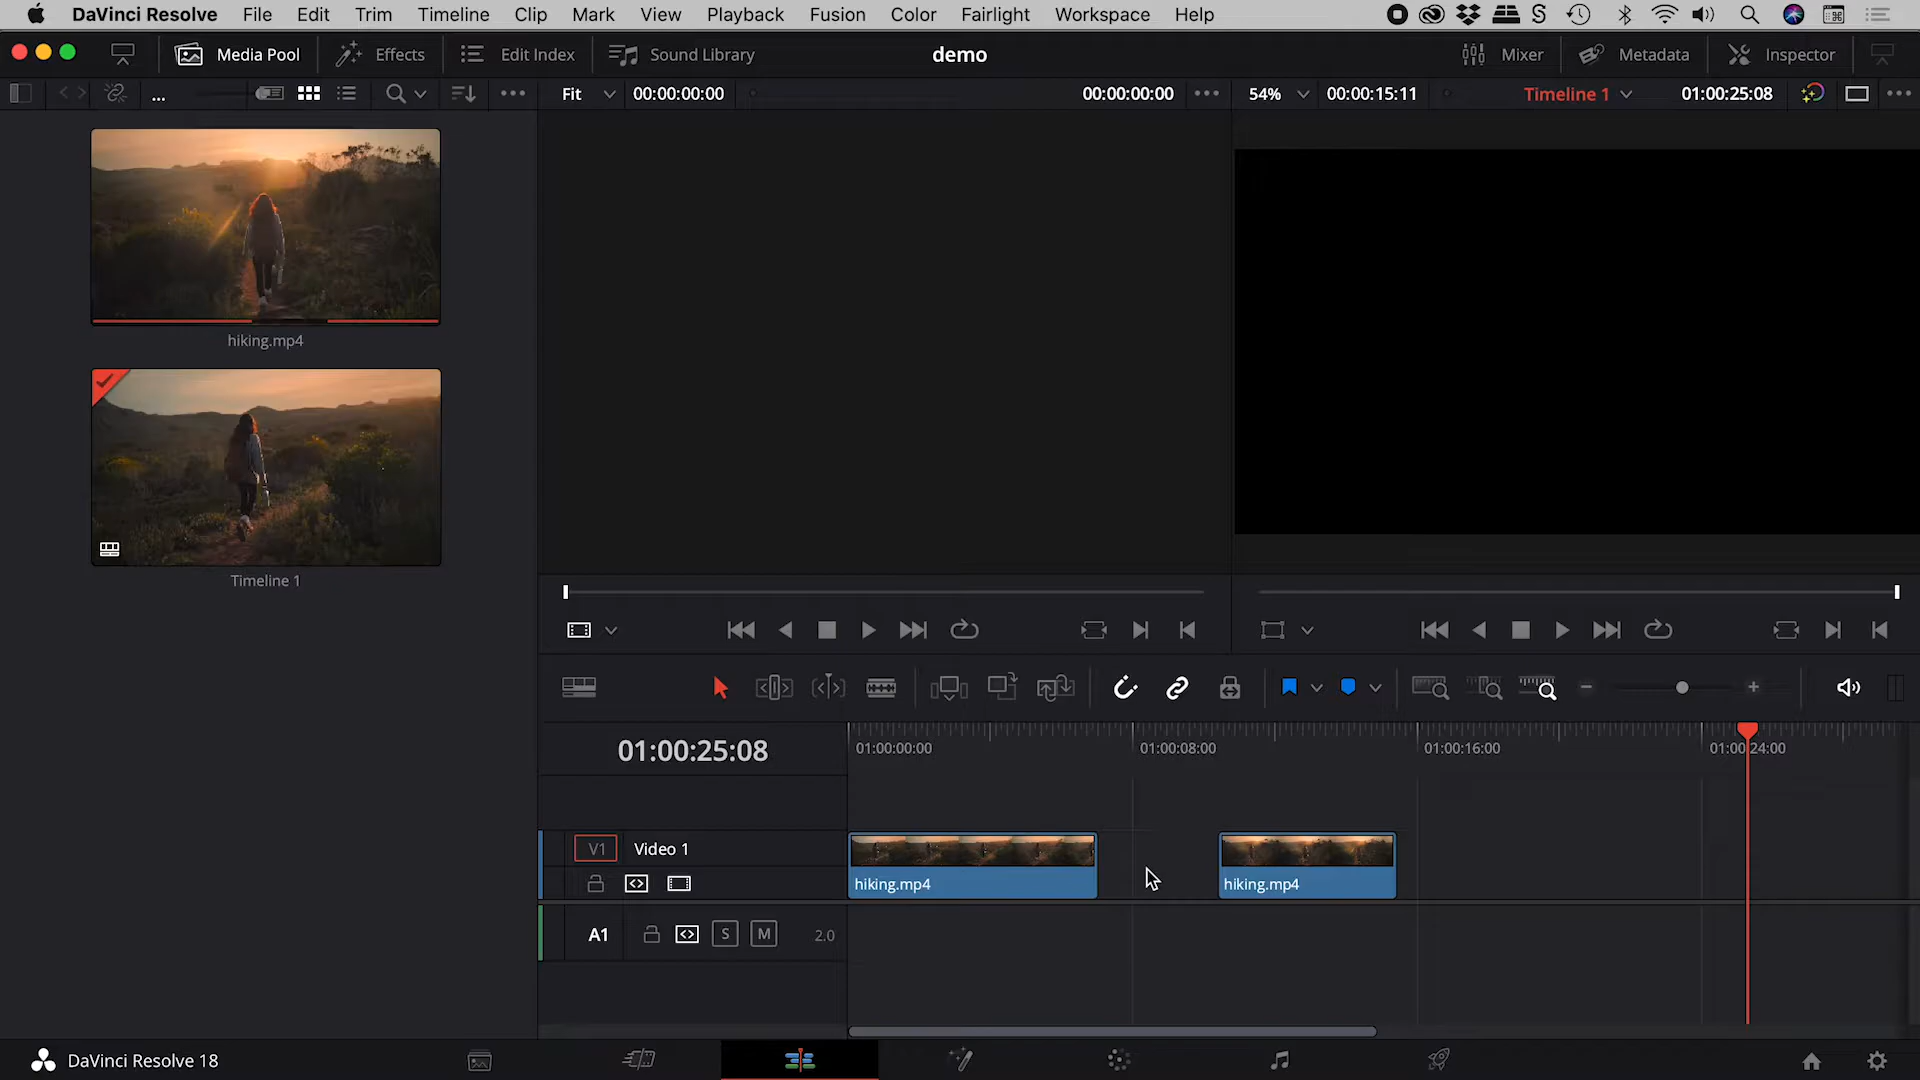 DaVinci Resolve File Edit Trim Timeline Clip Mark View Playback Fusion Color Fairlight Workspace Help
Media Pool Effects Edit Index Sound Library demo Mixer Metadata Inspector
... Fit 00:00:00:00 00:00:00:00 54% 00:00:15:11 Timeline 1 01:00:25:08
hiking.mp4
Timeline 1
01:00:25:08
01:00:00:00 01:00:08:00 01:00:16:00 01:00:24:00
V1 Video 1
hiking.mp4 hiking.mp4
A1 S M 2.0
DaVinci Resolve 18